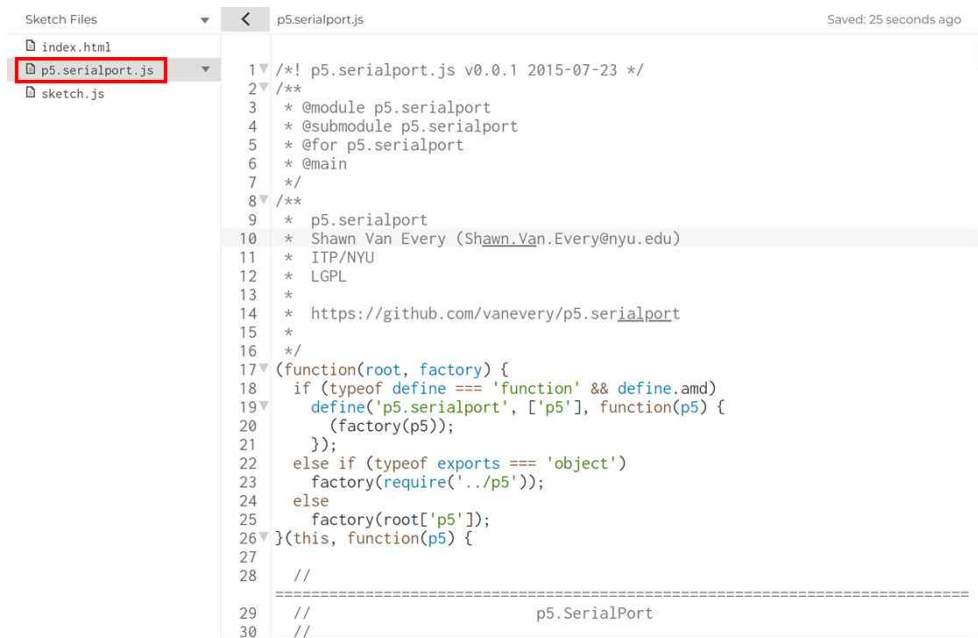 Sketch Files
p5.serialport.js
Saved: 25 seconds ago
index.html
p5.serialport.js
sketch.js
1 /*! p5.serialport.js v0.0.1 2015-07-23 */
2 /**
3  * @module p5.serialport
4  * @submodule p5.serialport
5  * @for p5.serialport
6  * @main
7  */
8 /**
9  *  p5.serialport
10  *  Shawn Van Every (Shawn.Van.Every@nyu.edu)
11  *  ITP/NYU
12  *  LGPL
13  *
14  *  https://github.com/vanevery/p5.serialport
15  *
16  */
17 (function(root, factory) {
18   if (typeof define === 'function' && define.amd)
19     define('p5.serialport', ['p5'], function(p5) {
20       (factory(p5));
21     });
22   else if (typeof exports === 'object')
23     factory(require('../p5'));
24   else
25     factory(root['p5']);
26 }(this, function(p5) {
27
28   //
=============================================================================
29   //                         p5.SerialPort
30   //